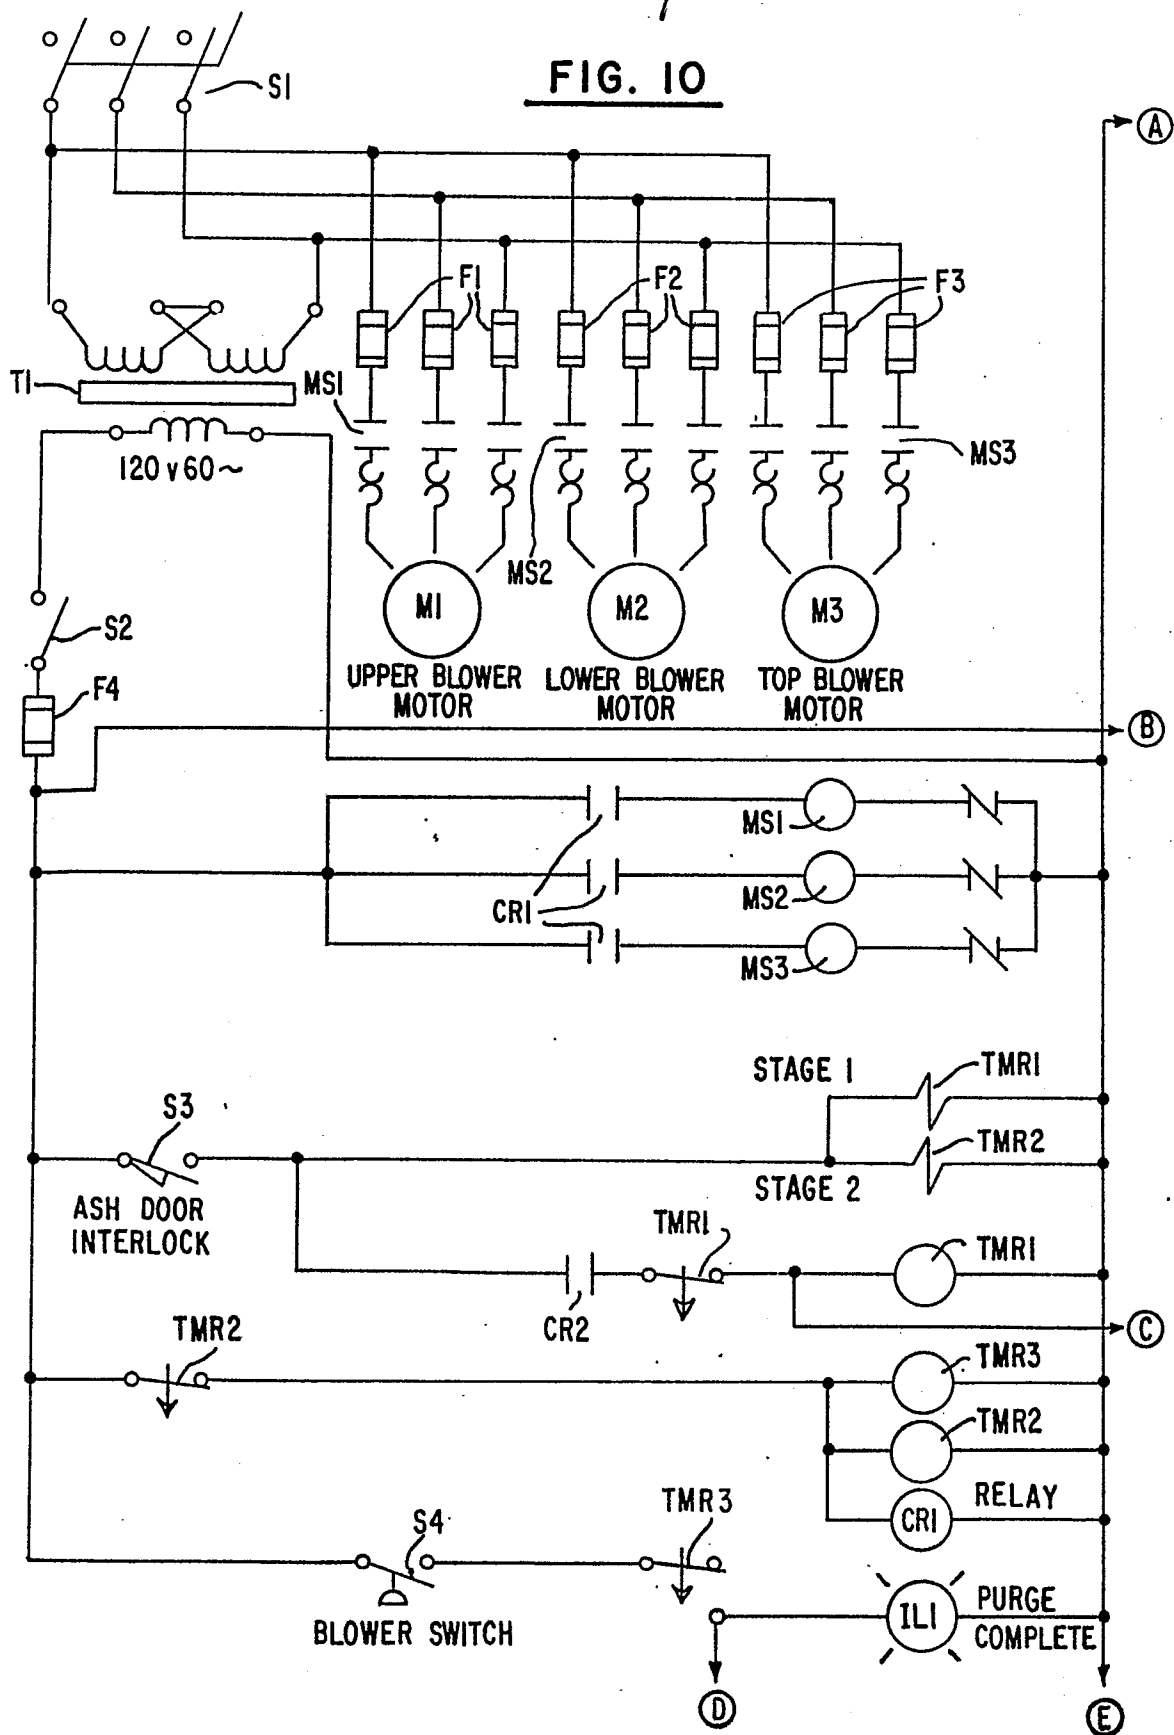 FIG. 10
S1
A
F1
F2
F3
T1
MS1
MS3
120 v 60 ~
MS2
M1
M2
M3
S2
UPPER BLOWER
MOTOR
LOWER BLOWER
MOTOR
TOP BLOWER
MOTOR
F4
B
MS1
MS2
CR1
MS3
STAGE 1
TMR1
S3
TMR2
STAGE 2
ASH DOOR
INTERLOCK
TMR1
TMR1
CR2
C
TMR2
TMR3
TMR2
RELAY
CR1
S4
TMR3
BLOWER SWITCH
IL1
PURGE
COMPLETE
D
E